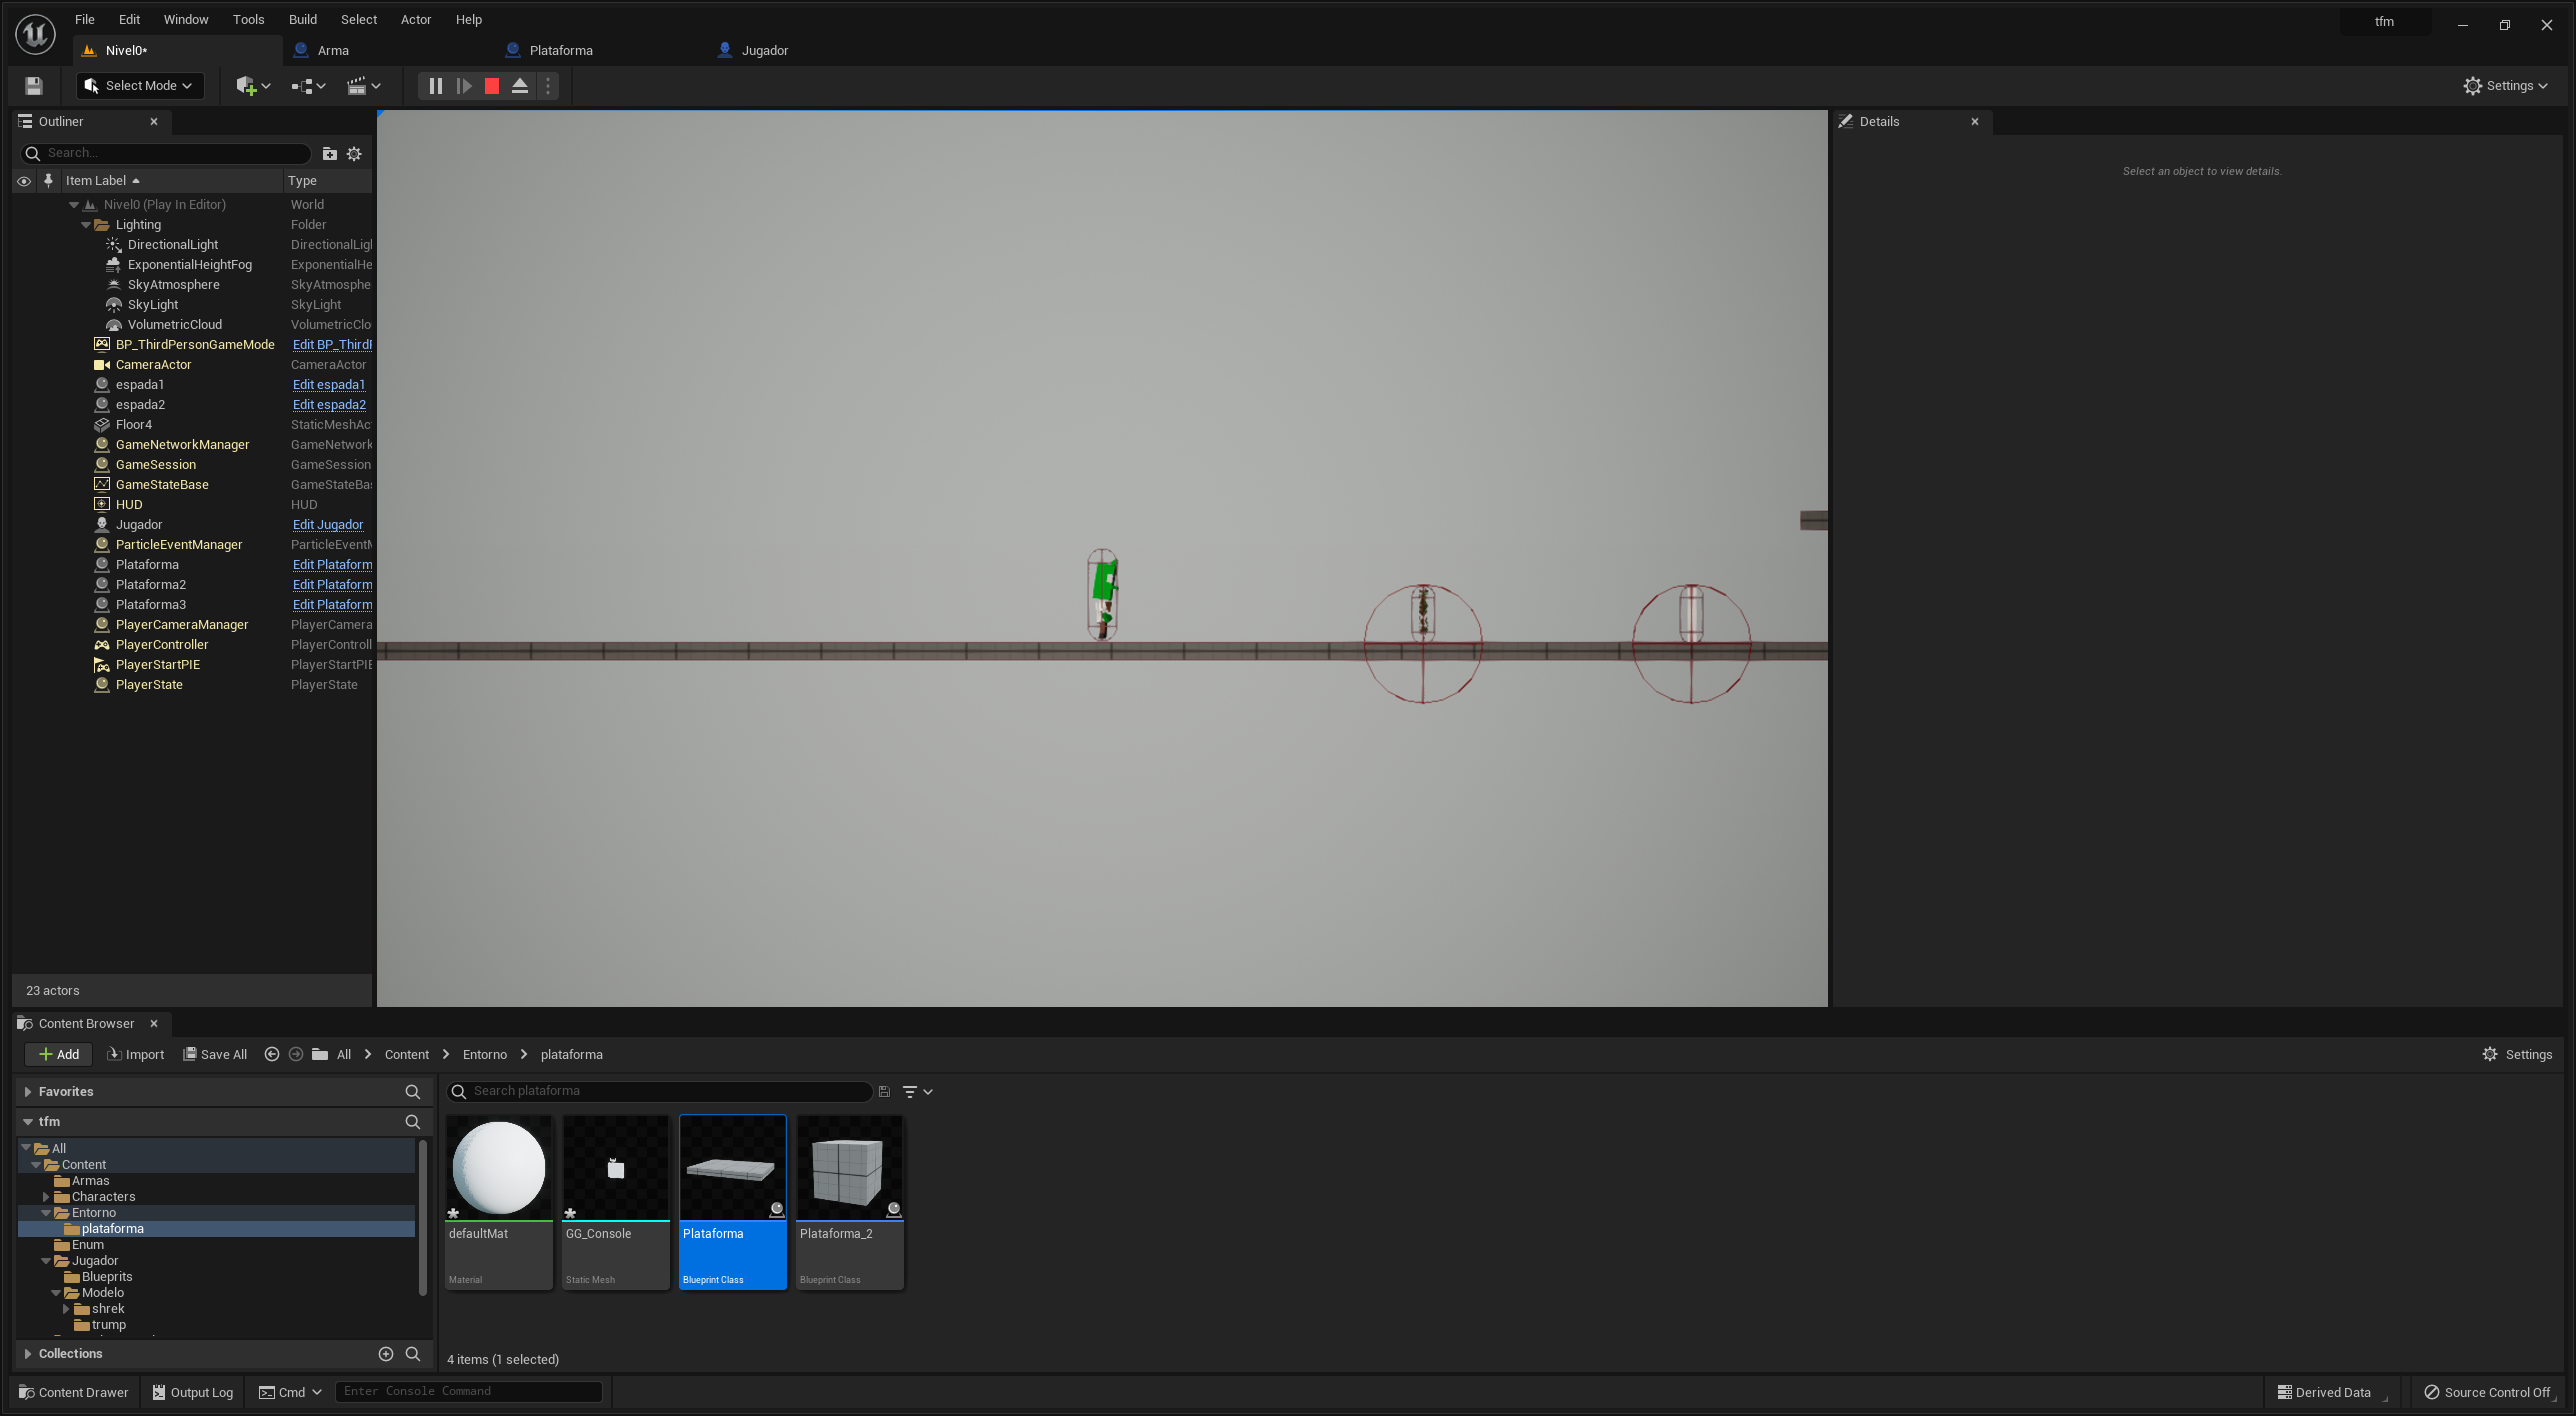 File Edit Window Tools Build Select Actor Help
tfm
Nivel0*
Arma
Plataforma
Jugador
Select Mode
Settings
Outliner
Search...
Item Label
Type
Nivel0 (Play In Editor) World
Lighting Folder
DirectionalLight DirectionalLigl
ExponentialHeightFog ExponentialHe
SkyAtmosphere SkyAtmosphe
SkyLight SkyLight
VolumetricCloud VolumetricClo
BP_ThirdPersonGameMode Edit BP_ThirdF
CameraActor CameraActor
espada1 Edit espada1
espada2 Edit espada2
Floor4 StaticMeshAc
GameNetworkManager GameNetwork
GameSession GameSession
GameStateBase GameStateBa
HUD HUD
Jugador Edit Jugador
ParticleEventManager ParticleEventM
Plataforma Edit Plataform
Plataforma2 Edit Plataform
Plataforma3 Edit Plataform
PlayerCameraManager PlayerCamera
PlayerController PlayerControll
PlayerStartPIE PlayerStartPIE
PlayerState PlayerState
23 actors
Details
Select an object to view details.
Content Browser
Add Import Save All All Content Entorno plataforma
Settings
Favorites
tfm
All
Content
Armas
Characters
Entorno
plataforma
Enum
Jugador
Blueprits
Modelo
shrek
trump
Collections
Search plataforma
defaultMat
Material
GG_Console
Static Mesh
Plataforma
Blueprint Class
Plataforma_2
Blueprint Class
4 items (1 selected)
Content Drawer Output Log Cmd Enter Console Command
Derived Data Source Control Off